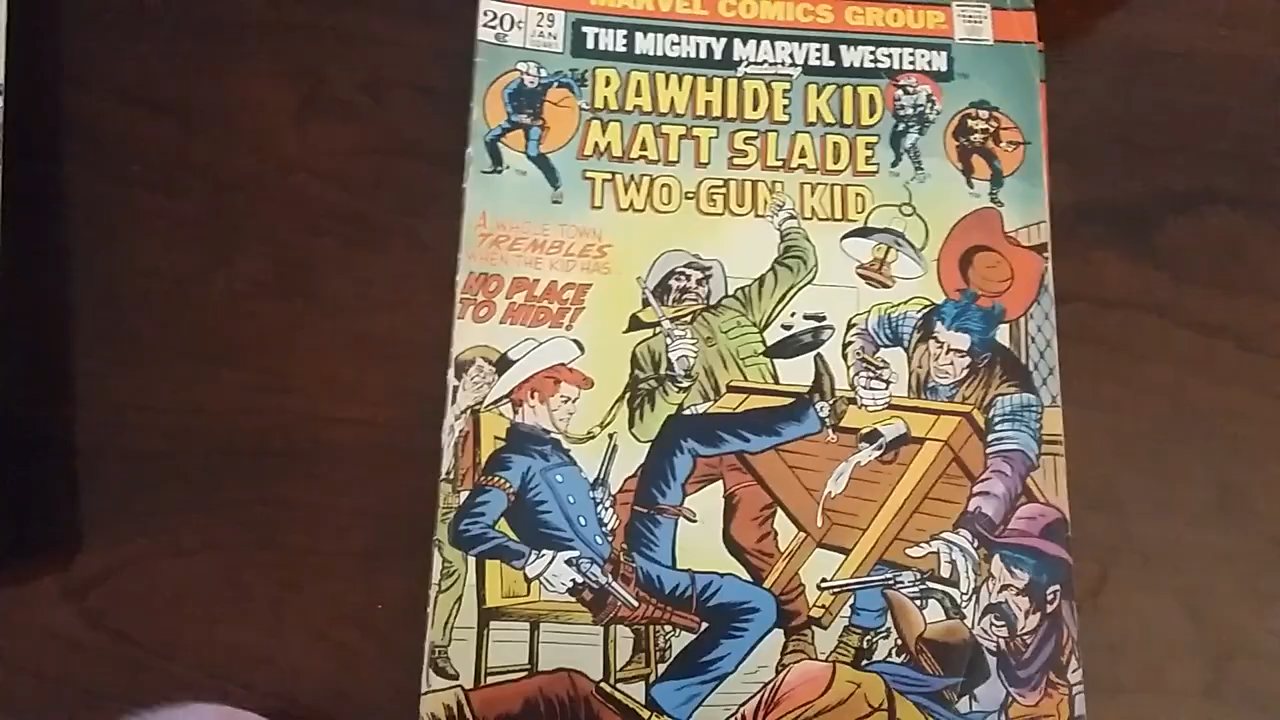 MARVEL COMICS GROUP
20¢
29
JAN
THE MIGHTY MARVEL WESTERN
featuring
RAWHIDE KID
MATT SLADE
TWO-GUN KID
A WHOLE TOWN
TREMBLES
WHEN THE KID HAS
NO PLACE
TO HIDE!